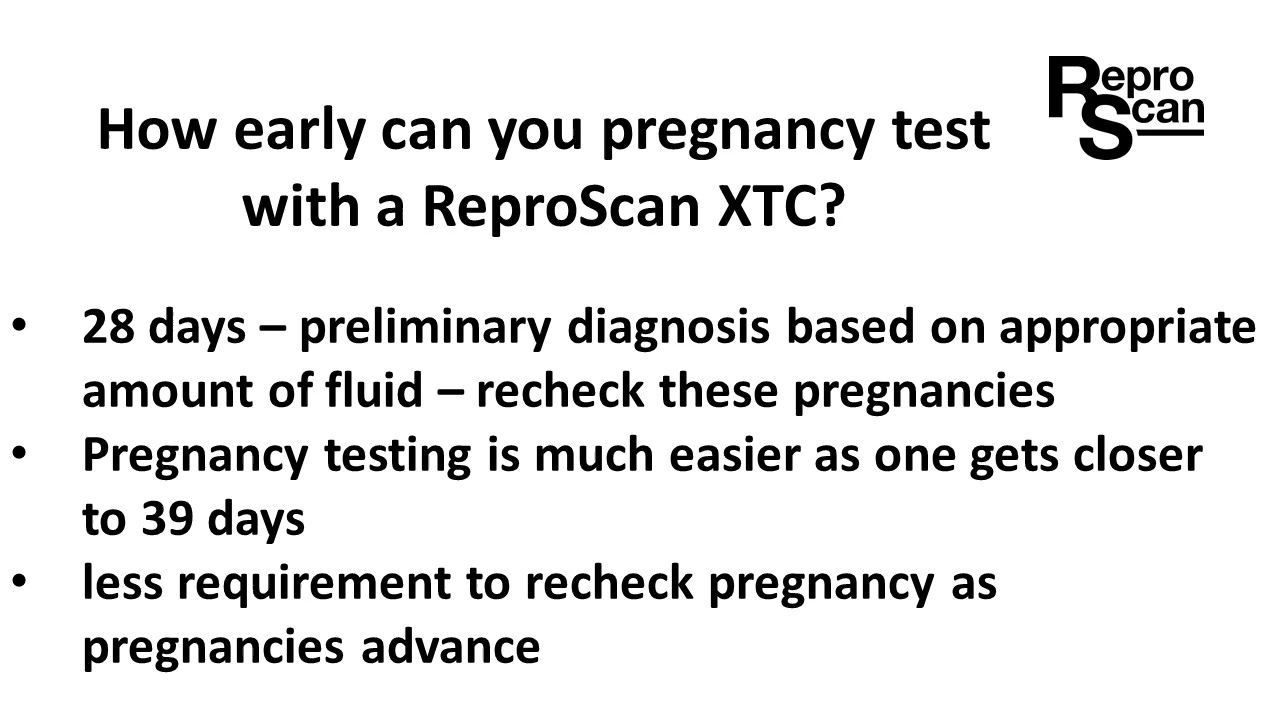 Repro
Scan
How early can you pregnancy test
with a ReproScan XTC?
• 28 days – preliminary diagnosis based on appropriate
amount of fluid – recheck these pregnancies
• Pregnancy testing is much easier as one gets closer
to 39 days
• less requirement to recheck pregnancy as
pregnancies advance